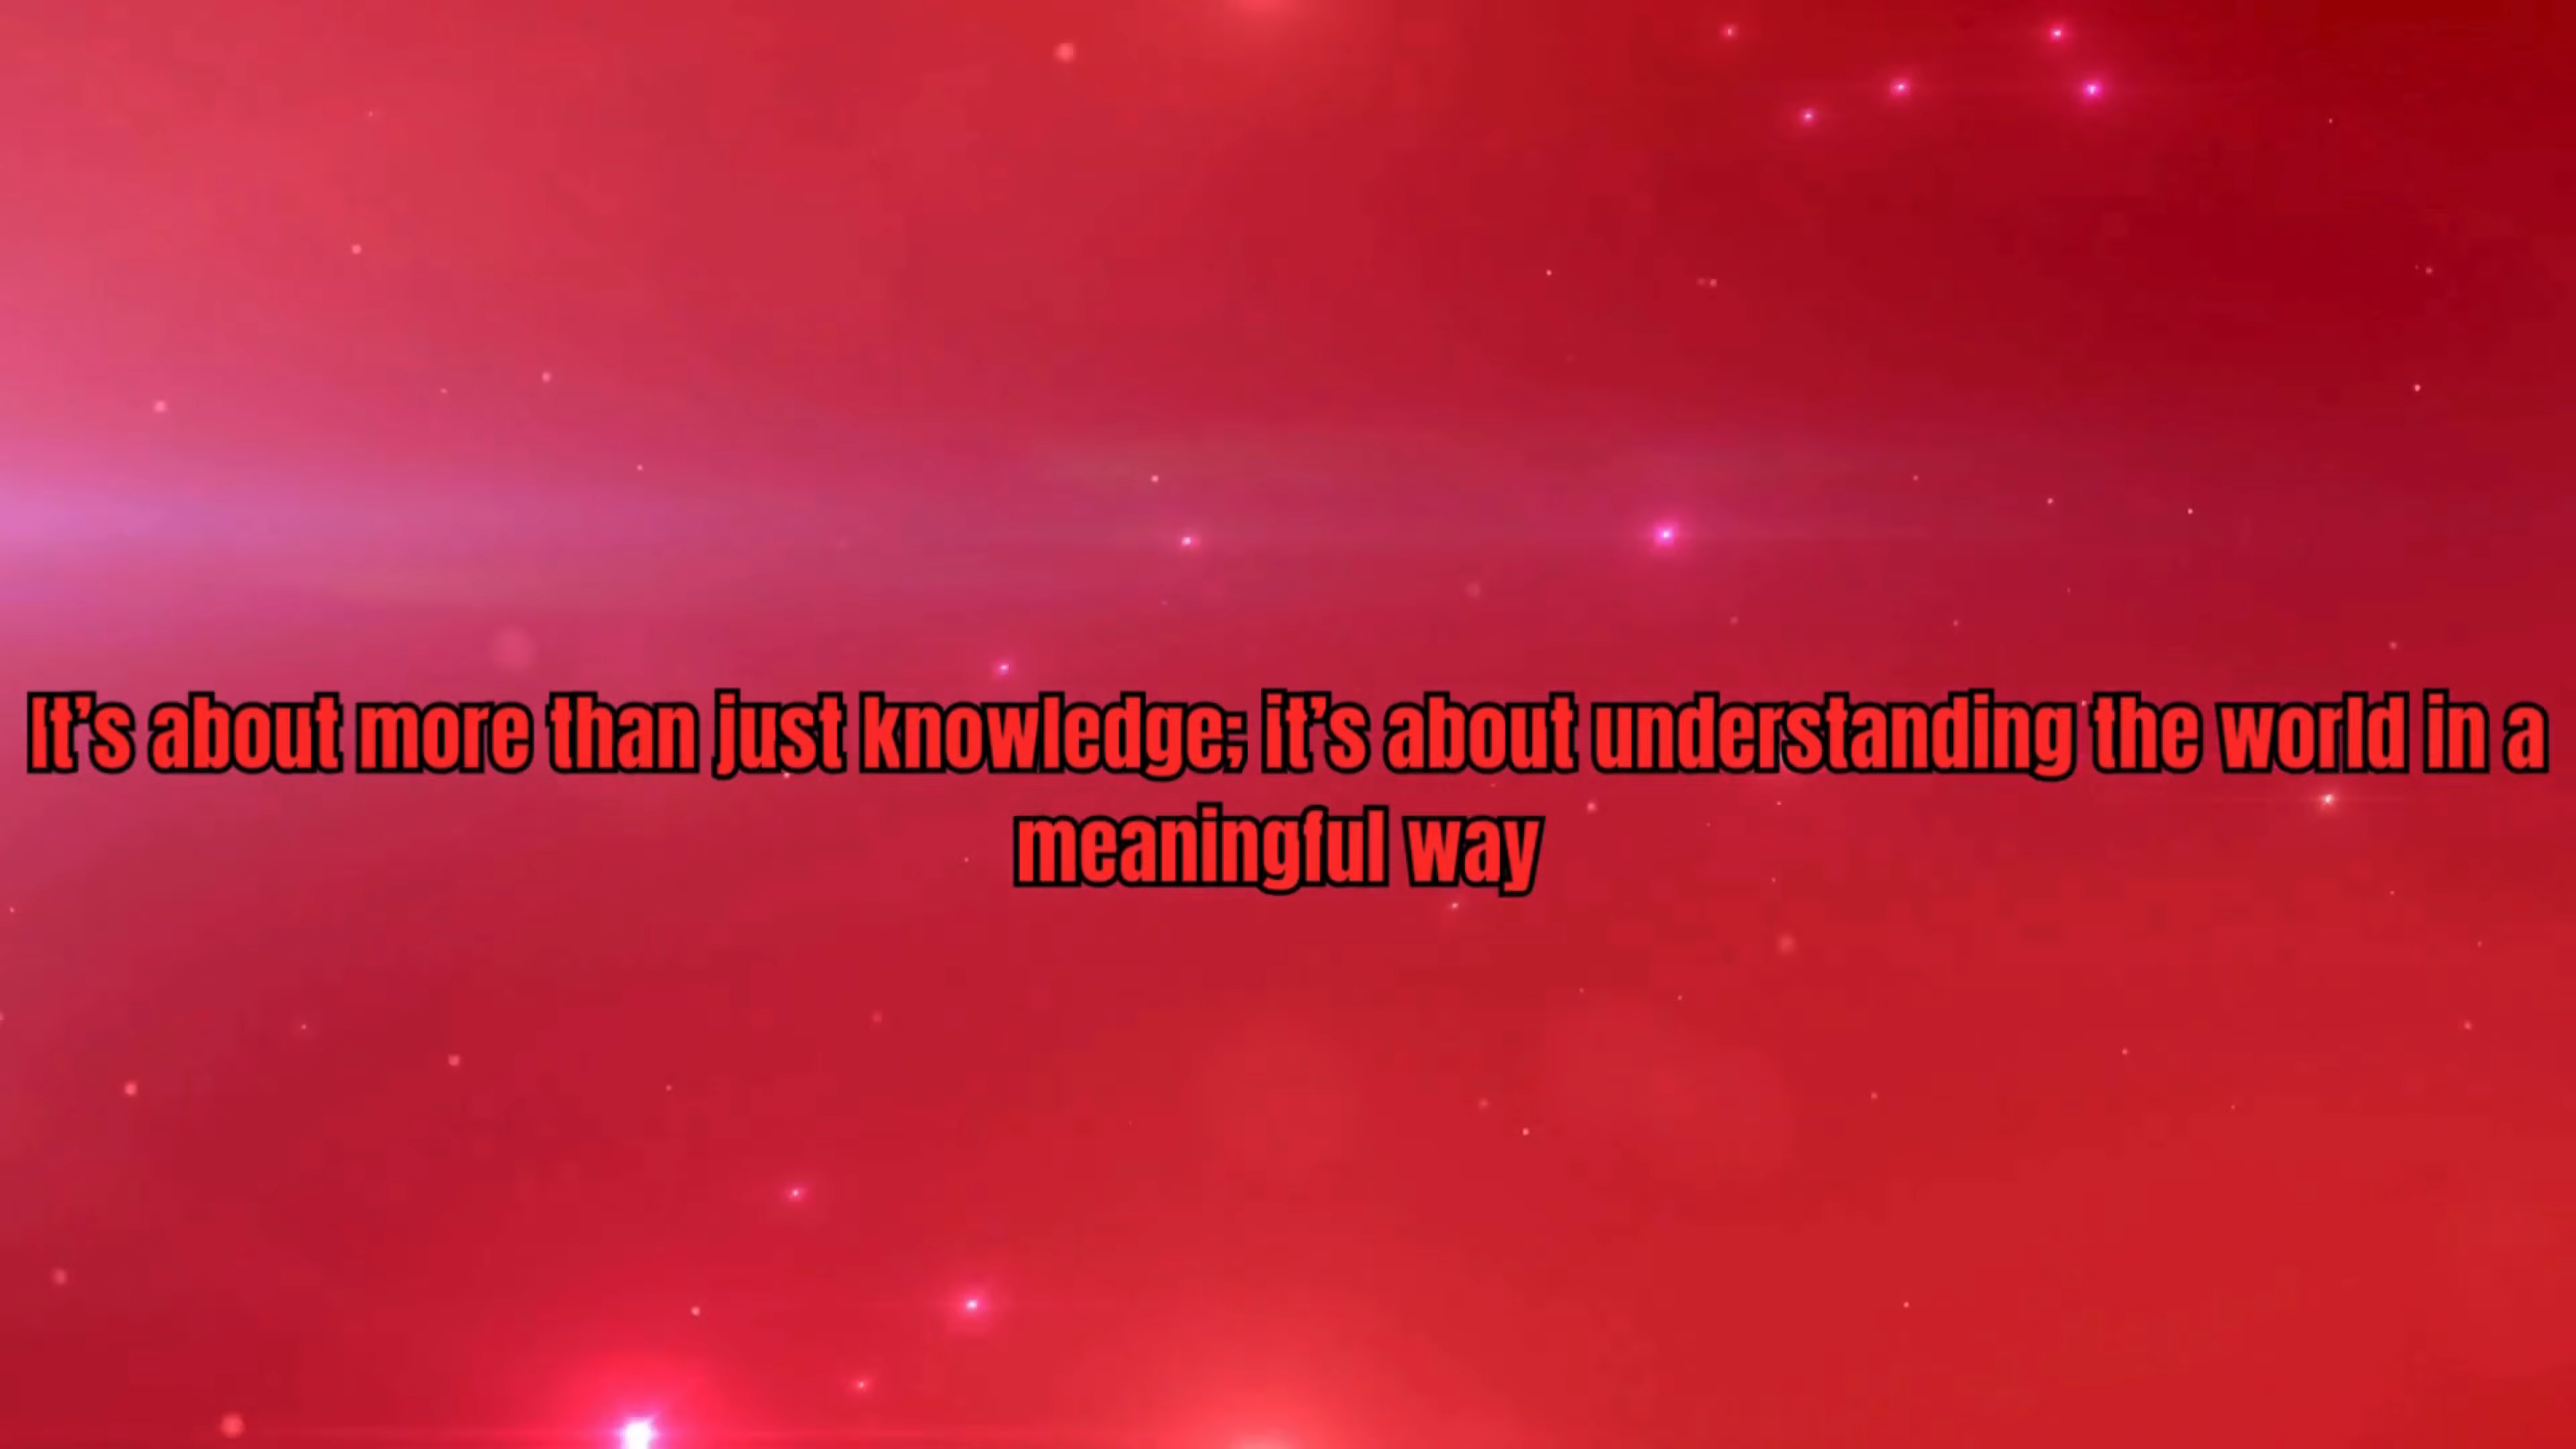 It’s about more than just knowledge; it’s about understanding the world in a
meaningful way